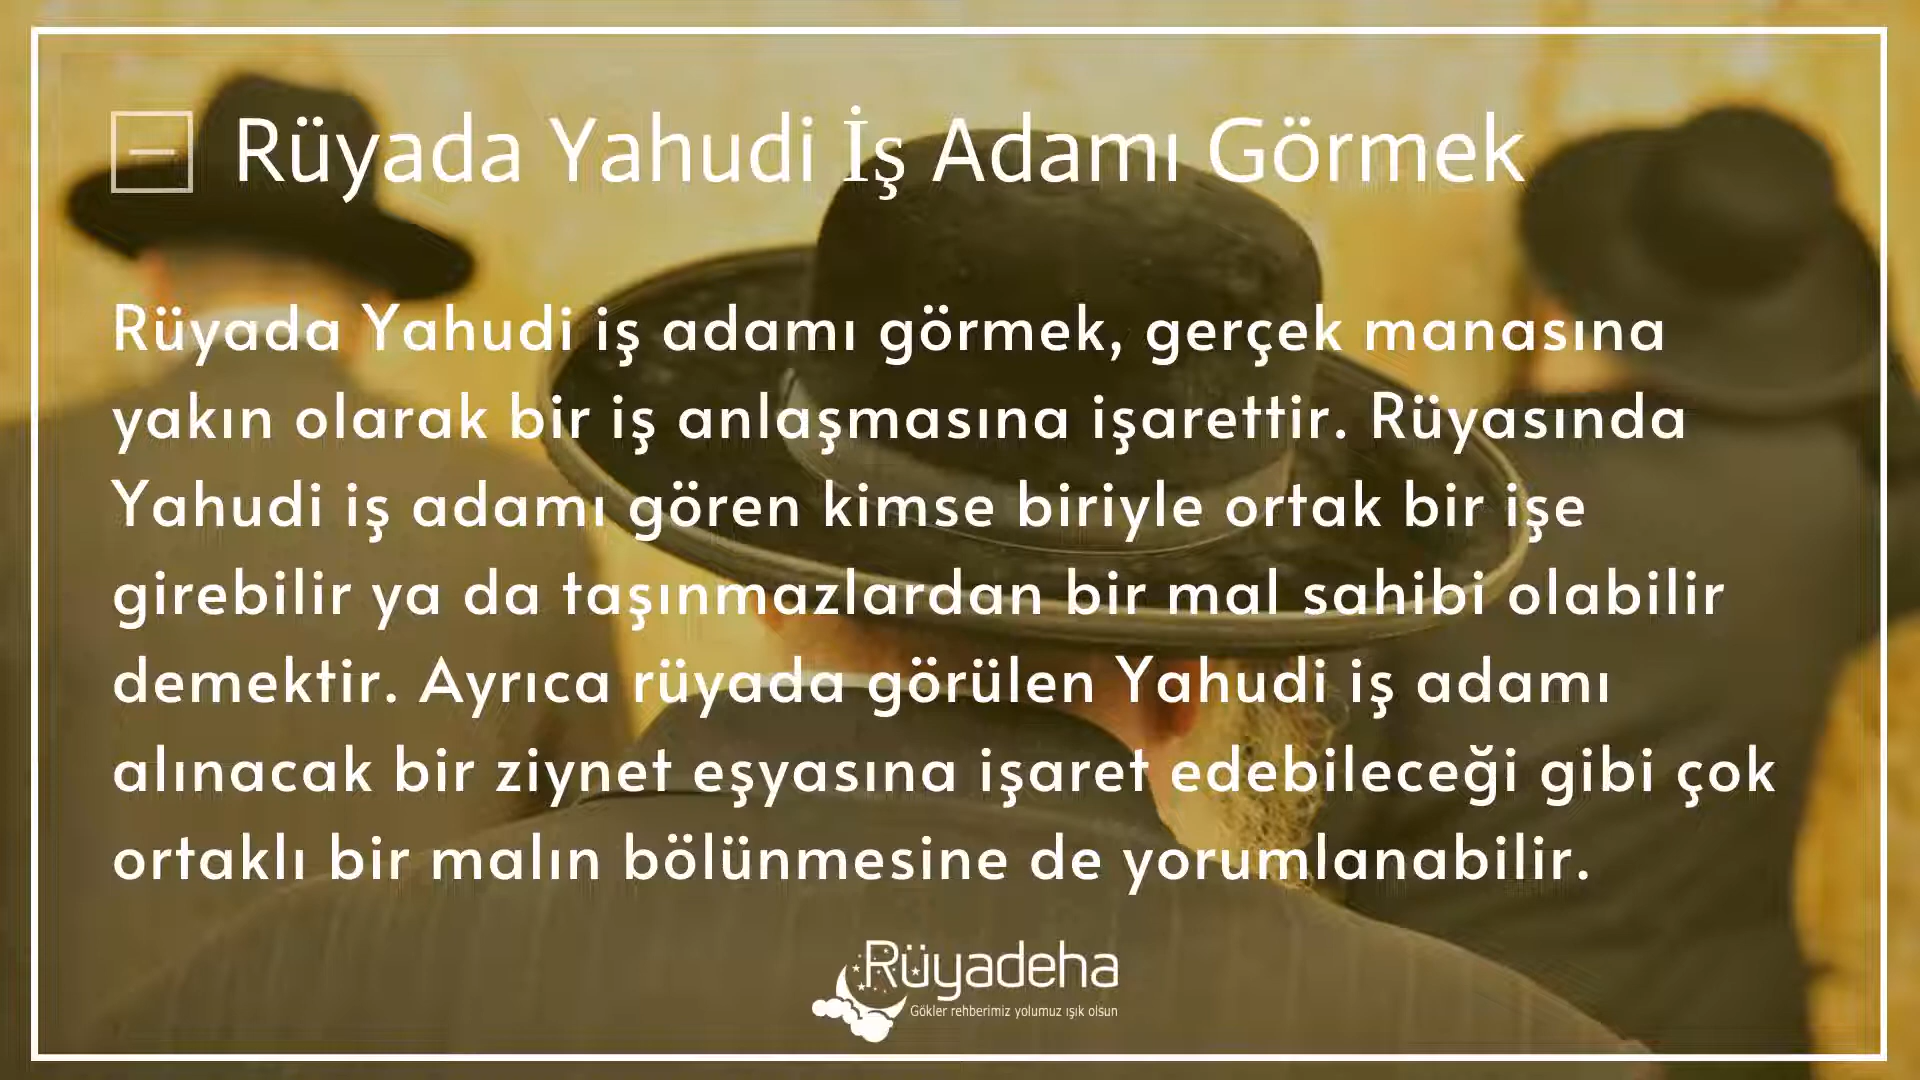 Rüyada Yahudi İş Adamı Görmek
Rüyada Yahudi iş adamı görmek, gerçek manasına
yakın olarak bir iş anlaşmasına işarettir. Rüyasında
Yahudi iş adamı gören kimse biriyle ortak bir işe
girebilir ya da taşınmazlardan bir mal sahibi olabilir
demektir. Ayrıca rüyada görülen Yahudi iş adamı
alınacak bir ziynet eşyasına işaret edebileceği gibi çok
ortaklı bir malın bölünmesine de yorumlanabilir.
Rüyadeha
Gökler rehberimiz yolumuz ışık olsun